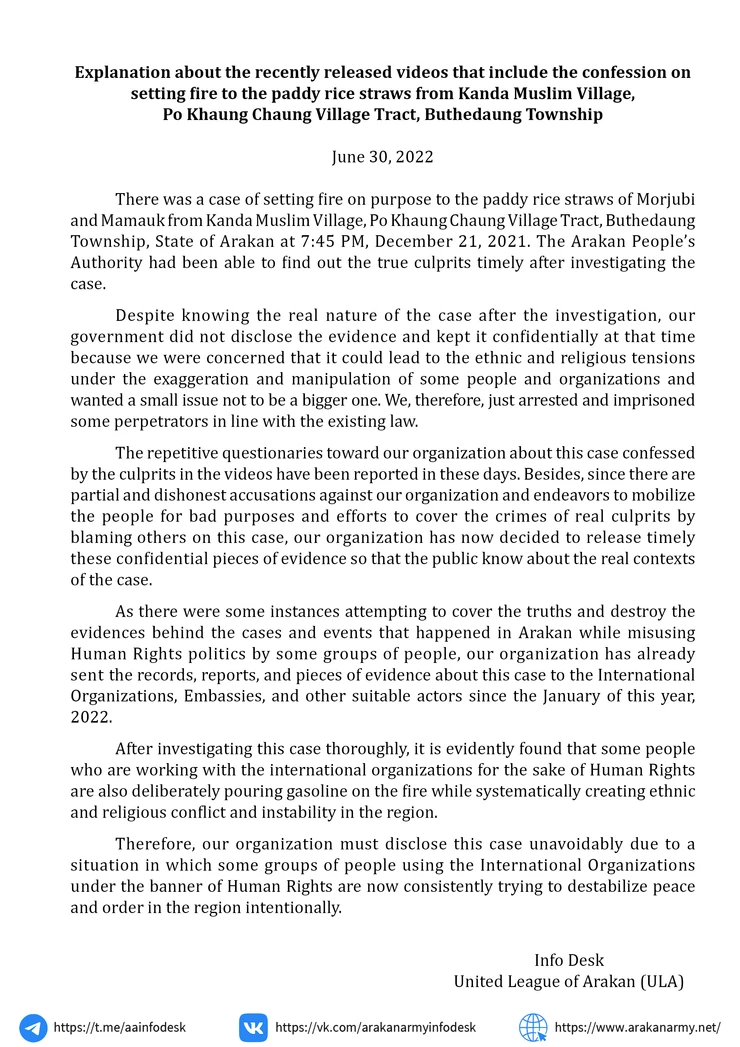 Explanation about the recently released videos that include the confession on
setting fire to the paddy rice straws from Kanda Muslim Village,
Po Khaung Chaung Village Tract, Buthedaung Township
June 30, 2022
There was a case of setting fire on purpose to the paddy rice straws of Morjubi
and Mamauk from Kanda Muslim Village, Po Khaung Chaung Village Tract, Buthedaung
Township, State of Arakan at 7:45 PM, December 21, 2021. The Arakan People's
Authority had been able to find out the true culprits timely after investigating the
case.
Despite knowing the real nature of the case after the investigation, our
government did not disclose the evidence and kept it confidentially at that time
because we were concerned that it could lead to the ethnic and religious tensions
under the exaggeration and manipulation of some people and organizations and
wanted a small issue not to be a bigger one. We, therefore, just arrested and imprisoned
some perpetrators in line with the existing law.
The repetitive questionaries toward our organization about this case confessed
by the culprits in the videos have been reported in these days. Besides, since there are
partial and dishonest accusations against our organization and endeavors to mobilize
the people for bad purposes and efforts to cover the crimes of real culprits by
blaming others on this case, our organization has now decided to release timely
these confidential pieces of evidence so that the public know about the real contexts
of the case.
As there were some instances attempting to cover the truths and destroy the
evidences behind the cases and events that happened in Arakan while misusing
Human Rights politics by some groups of people, our organization has already
sent the records, reports, and pieces of evidence about this case to the International
Organizations, Embassies, and other suitable actors since the January of this year,
2022.
After investigating this case thoroughly, it is evidently found that some people
who are working with the international organizations for the sake of Human Rights
are also deliberately pouring gasoline on the fire while systematically creating ethnic
and religious conflict and instability in the region.
Therefore, our organization must disclose this case unavoidably due to a
situation in which some groups of people using the International Organizations
under the banner of Human Rights are now consistently trying to destabilize peace
and order in the region intentionally.
Info Desk
United League of Arakan (ULA)
https://t.me/aainfodesk
https://vk.com/arakanarmyinfodesk
https://www.arakanarmy.net/